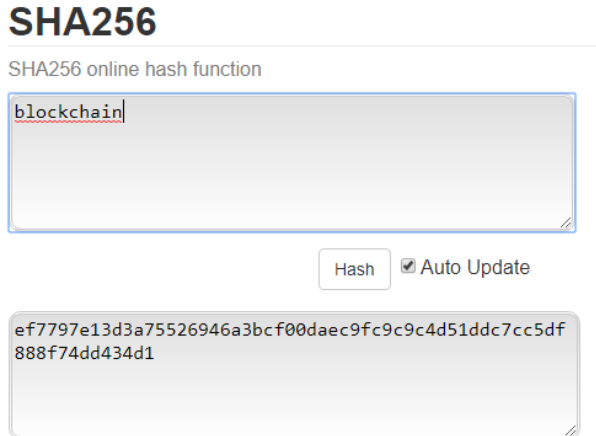 SHA256
SHA256 online hash function
blockchain
Hash
Auto Update
ef7797e13d3a75526946a3bcf00daec9fc9c9c4d51ddc7cc5df
888f74dd434d1